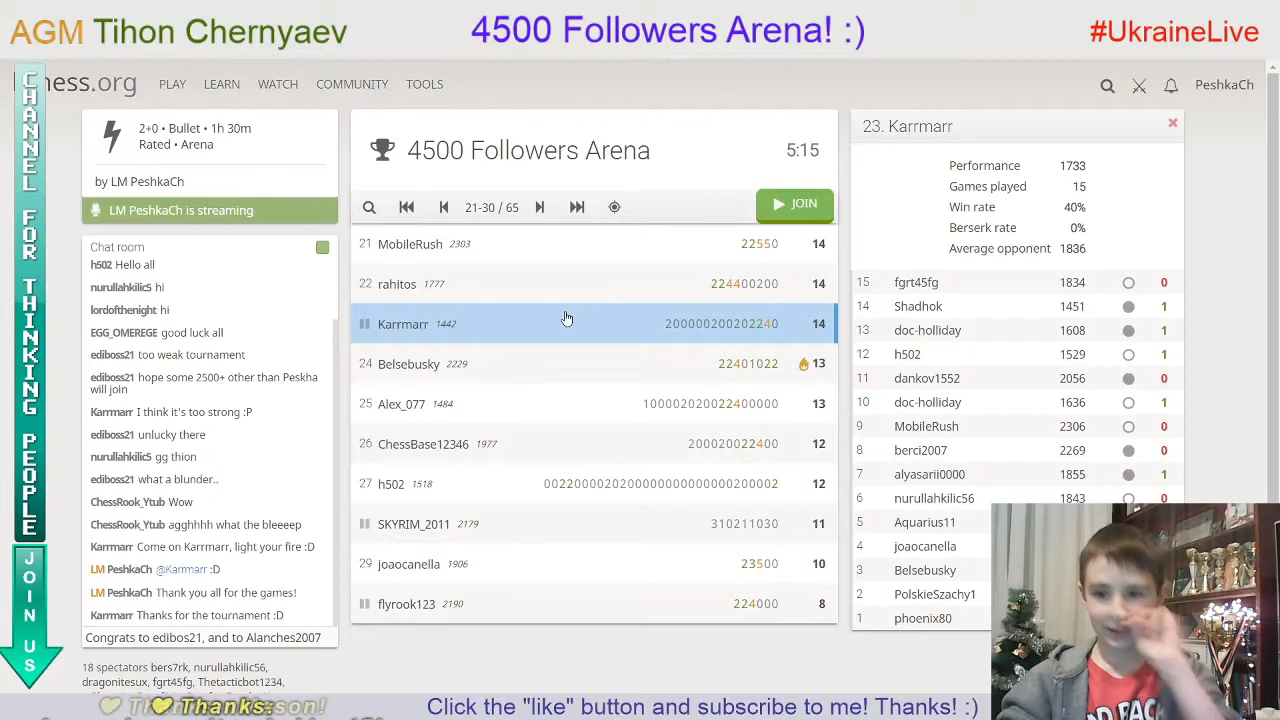 AGM Tihon Chernyaev
4500 Followers Arena! :)
#UkraineLive
CHANNEL FOR THINKING PEOPLE
JOIN US
hess.org
PLAY LEARN WATCH COMMUNITY TOOLS
PeshkaCh
2+0 • Bullet • 1h 30m
Rated • Arena
by LM PeshkaCh
LM PeshkaCh is streaming
Chat room
h502 Hello all
nurullahkilic5 hi
lordofthenight hi
EGG_OMEREGE good luck all
ediboss21 too weak tournament
ediboss21 hope some 2500+ other than Peskha
will join
Karrmarr I think it's too strong :P
ediboss21 unlucky there
nurullahkilic5 gg thion
ediboss21 what a blunder..
ChessRook_Ytub Wow
ChessRook_Ytub agghhhh what the bleeeep
Karrmarr Come on Karrmarr, light your fire :D
LM PeshkaCh @Karrmarr :D
LM PeshkaCh Thank you all for the games!
Karrmarr Thanks for the tournament :D
Congrats to edibos21, and to Alanches2007
18 spectators bers7rk, nurullahkilic56,
dragonitesux, fgrt45fg, Thetacticbot1234,
4500 Followers Arena 5:15
21-30 / 65
JOIN
21 MobileRush 2303 22550 14
22 rahitos 1777 224400200 14
Karrmarr 1442 200000200202240 14
24 Belsebusky 2229 22401022 13
25 Alex_077 1484 100002020022400000 13
26 ChessBase12346 1977 200020022400 12
27 h502 1518 12
SKYRIM_2011 2179 310211030 11
29 joaocanella 1906 23500 10
flyrook123 2190 224000 8
23. Karrmarr
Performance 1733
Games played 15
Win rate 40%
Berserk rate 0%
Average opponent 1836
15 fgrt45fg 1834 0
14 Shadhok 1451 1
13 doc-holliday 1608 1
12 h502 1529 1
11 dankov1552 2056 0
10 doc-holliday 1636 1
9 MobileRush 2306 0
8 berci2007 2269 0
7 alyasarii0000 1855 1
6 nurullahkilic56 1843 0
5 Aquarius11
4 joaocanella
3 Belsebusky
2 PolskieSzachy1
1 phoenix80
Thanks:
Click the "like" button and subscribe to me! Thanks! :)